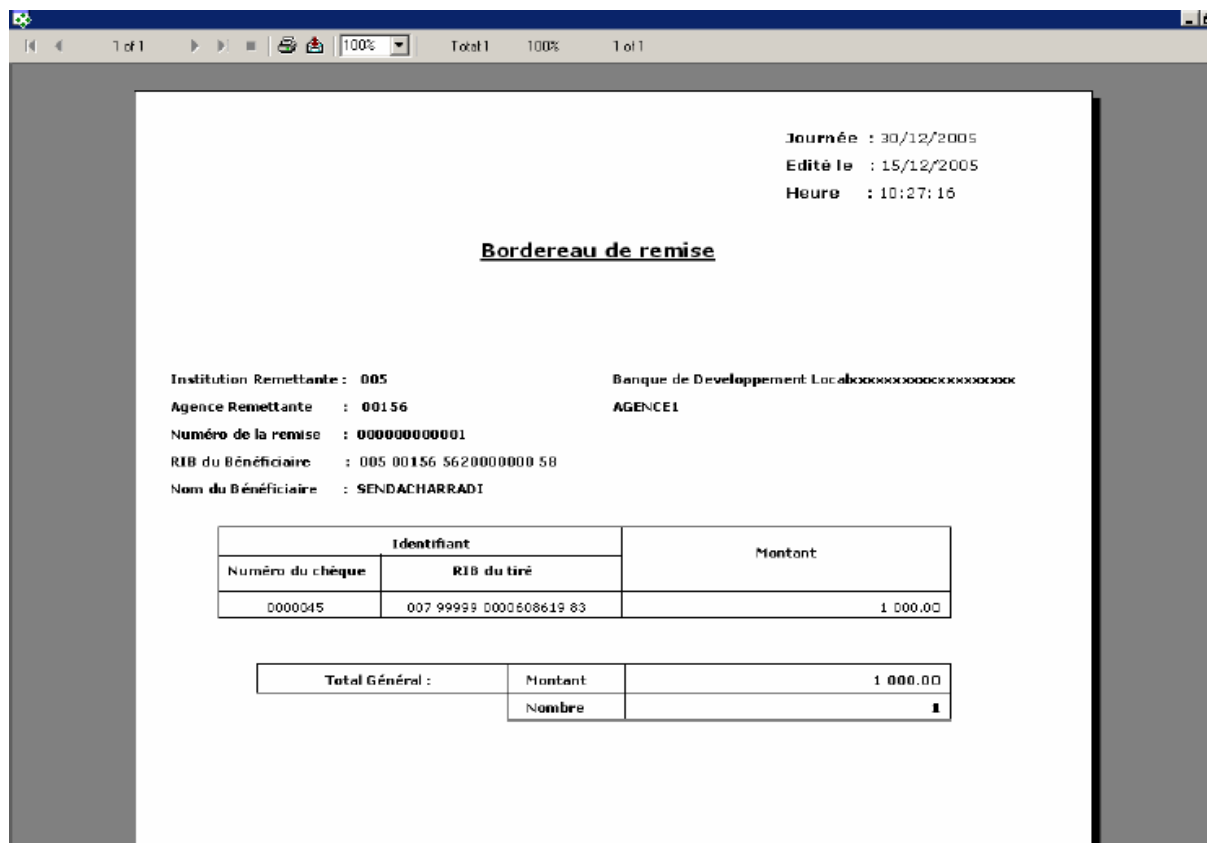 1 of 1 100% Total:1 100% 1 of 1
Journée : 30/12/2005
Edité le : 15/12/2005
Heure : 10:27:16
Bordereau de remise
Institution Remettante : 005 Banque de Developpement Localxxxxxxxxxxxxxxxxxxxx
Agence Remettante : 00156 AGENCE1
Numéro de la remise : 000000000001
RIB du Bénéficiaire : 005 00156 5620000000 58
Nom du Bénéficiaire : SENDACHARRADI
Identifiant Montant
Numéro du chèque RIB du tiré
0000045 007 99999 0000608619 83 1 000.00
Total Général : Montant 1 000.00
Nombre 1